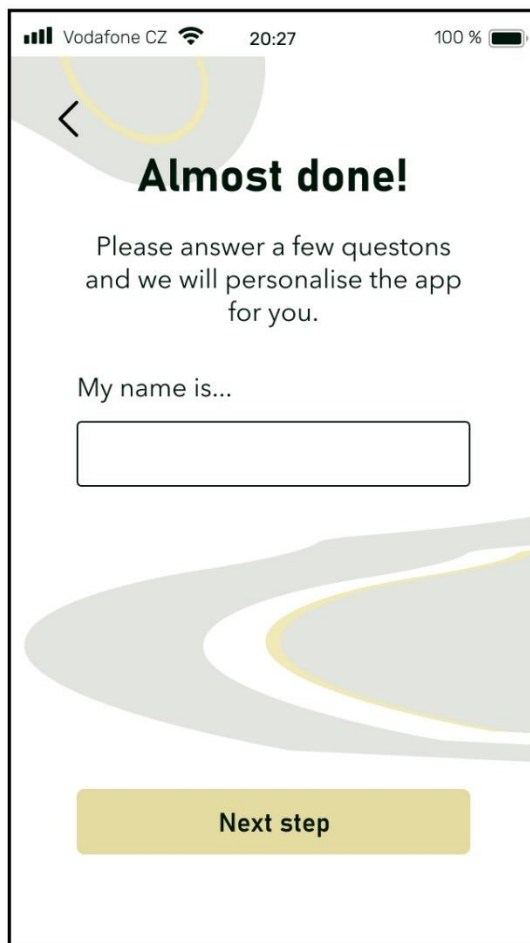 Vodafone CZ 20:27 100 %
Almost done!
Please answer a few questons
and we will personalise the app
for you.
My name is...
Next step